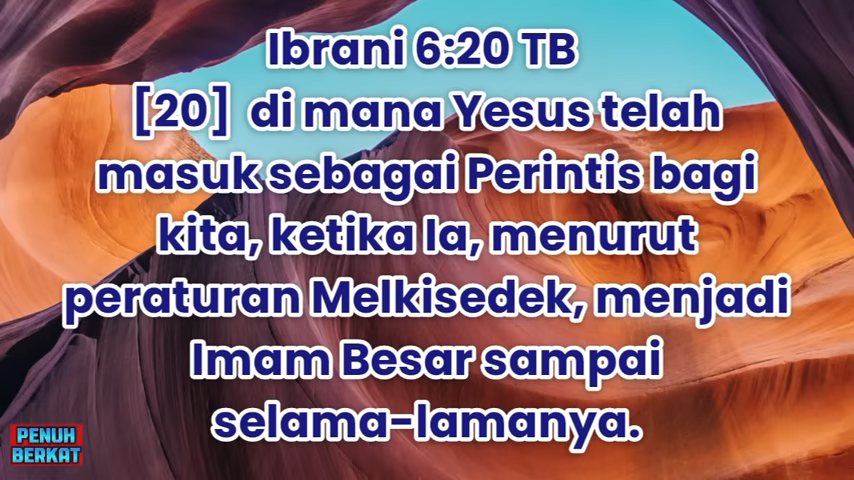 Ibrani 6:20 TB
[20] di mana Yesus telah
masuk sebagai Perintis bagi
kita, ketika Ia, menurut
peraturan Melkisedek, menjadi
Imam Besar sampai
selama-lamanya.
PENUH
BERKAT